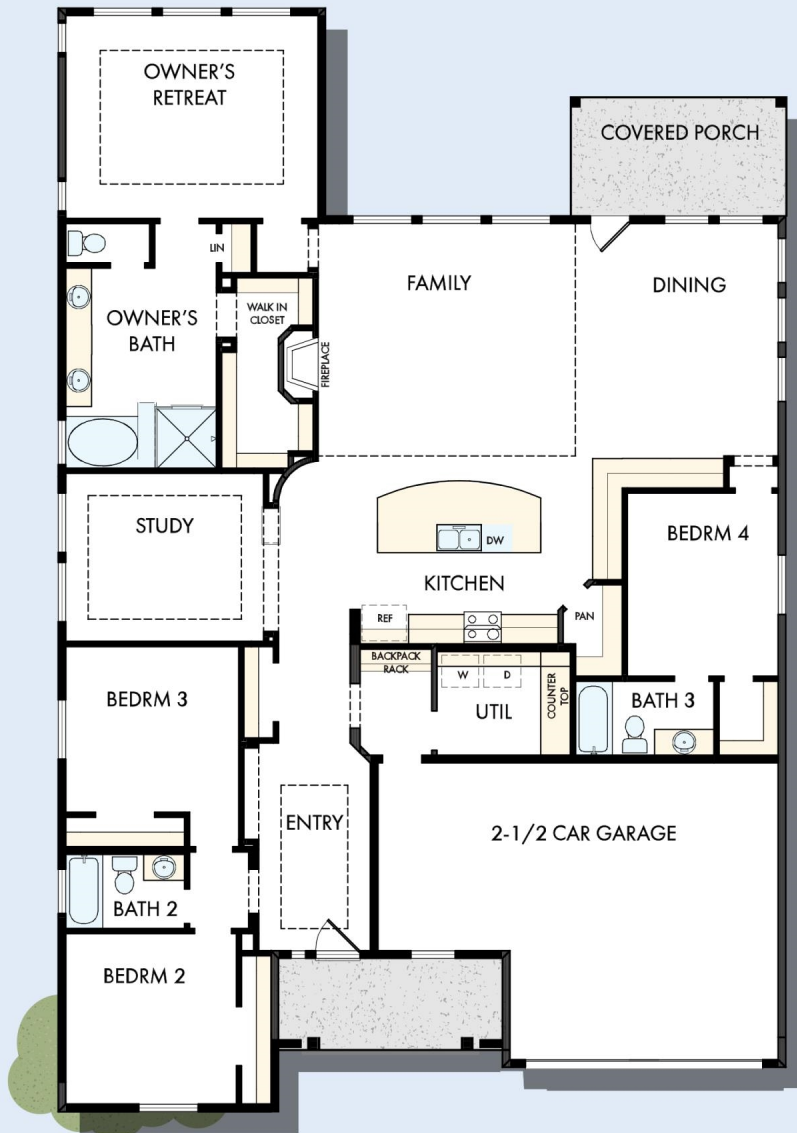 OWNER'S
RETREAT
COVERED PORCH
LIN
FAMILY
DINING
WALK IN
CLOSET
OWNER'S
BATH
FIREPLACE
STUDY
DW
BEDRM 4
KITCHEN
REF
PAN
BACKPACK
RACK
W
D
COUNTER
TOP
UTIL
BEDRM 3
BATH 3
ENTRY
2-1/2 CAR GARAGE
BATH 2
BEDRM 2